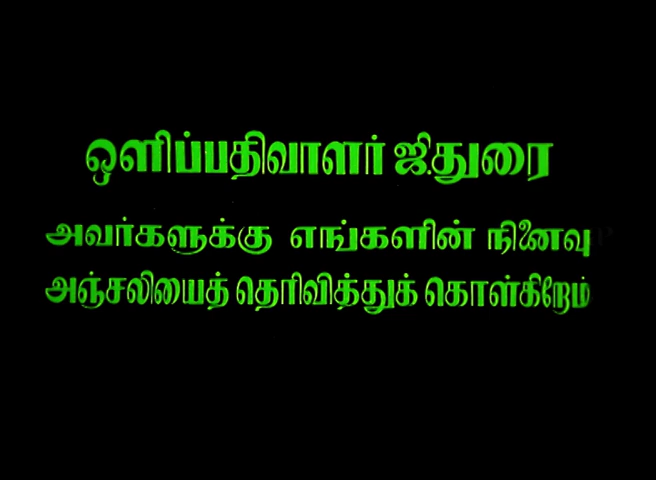 ஒளிப்பதிவாளர் ஜி.துரை
அவர்களுக்கு எங்களின் நினைவு
அஞ்சலியைத் தெரிவித்துக் கொள்கிறேம்